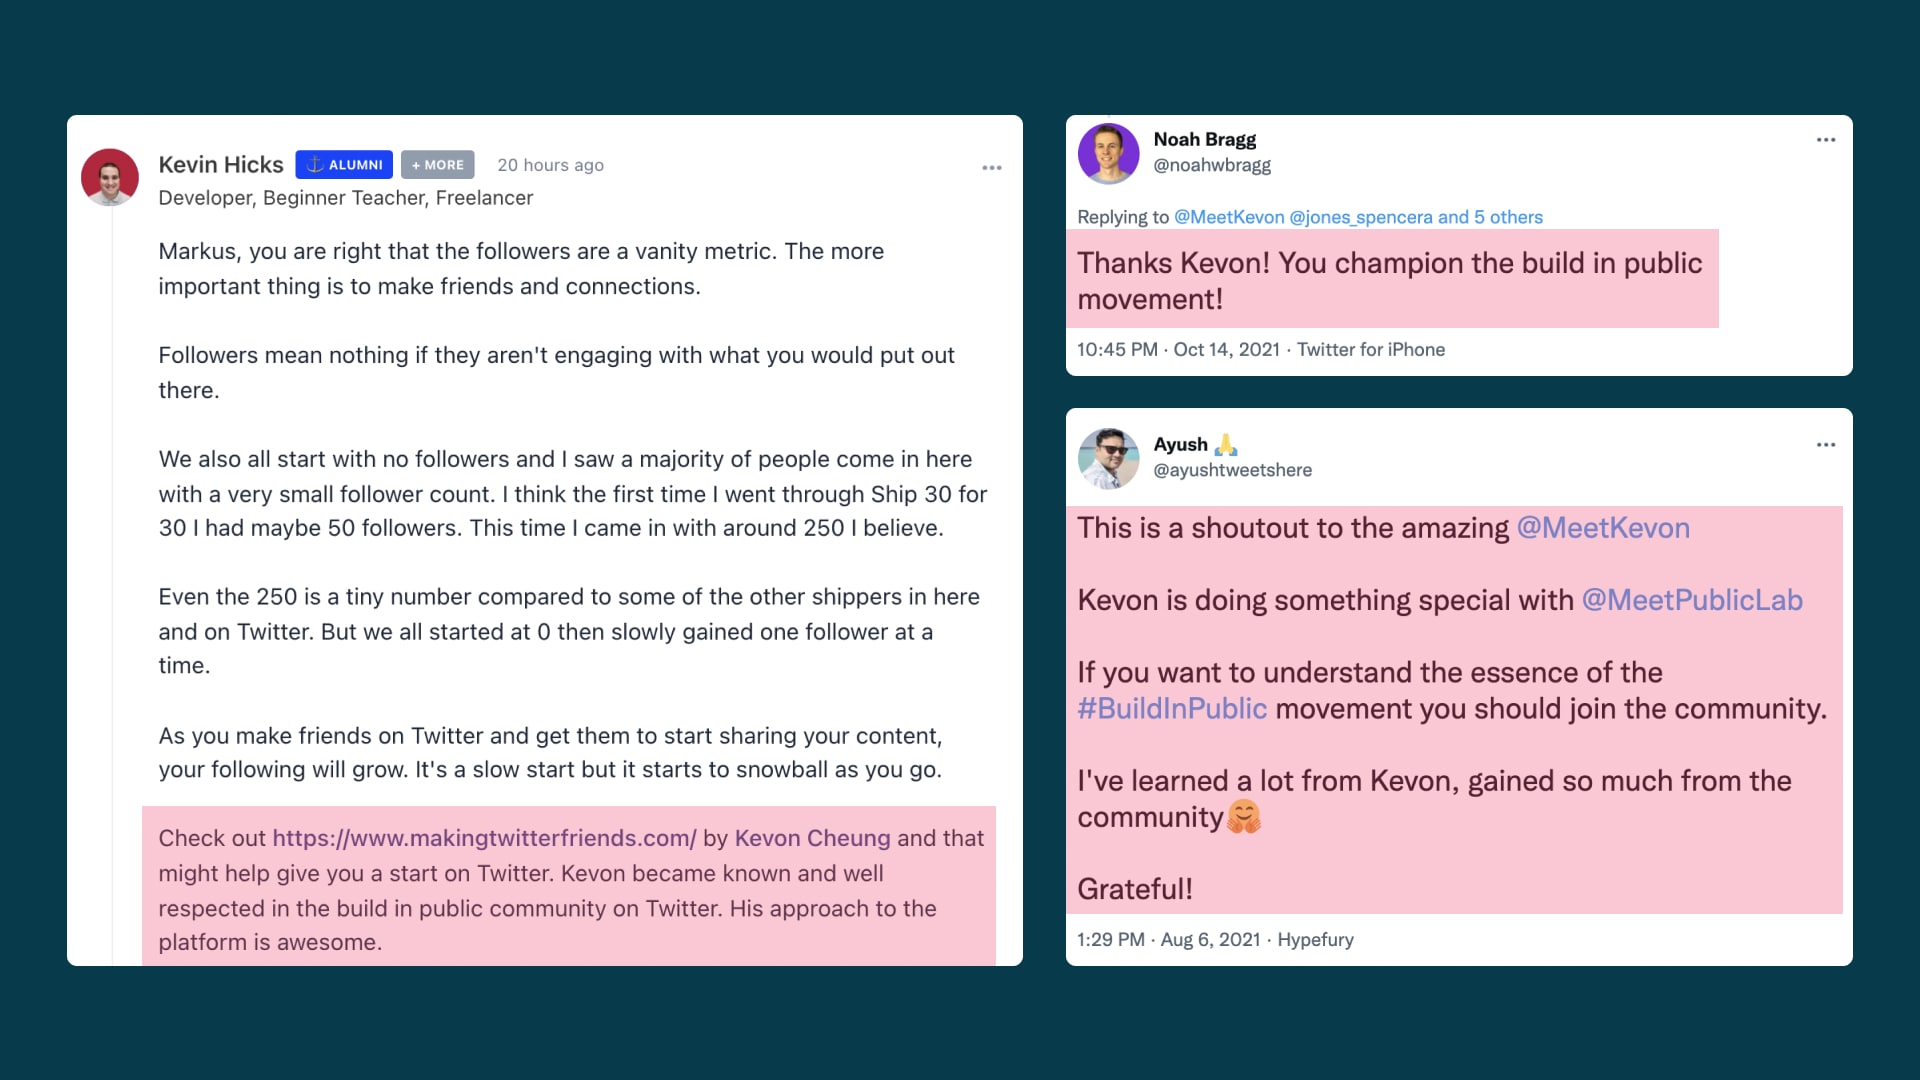 Kevin Hicks ALUMNI + MORE 20 hours ago
Developer, Beginner Teacher, Freelancer
Markus, you are right that the followers are a vanity metric. The more
important thing is to make friends and connections.
Followers mean nothing if they aren't engaging with what you would put out
there.
We also all start with no followers and I saw a majority of people come in here
with a very small follower count. I think the first time I went through Ship 30 for
30 I had maybe 50 followers. This time I came in with around 250 I believe.
Even the 250 is a tiny number compared to some of the other shippers in here
and on Twitter. But we all started at 0 then slowly gained one follower at a
time.
As you make friends on Twitter and get them to start sharing your content,
your following will grow. It's a slow start but it starts to snowball as you go.
Check out https://www.makingtwitterfriends.com/ by Kevon Cheung and that
might help give you a start on Twitter. Kevon became known and well
respected in the build in public community on Twitter. His approach to the
platform is awesome.
Noah Bragg
@noahwbragg
Replying to @MeetKevon @jones_spencera and 5 others
Thanks Kevon! You champion the build in public
movement!
10:45 PM · Oct 14, 2021 · Twitter for iPhone
Ayush 🙏
@ayushtweetshere
This is a shoutout to the amazing @MeetKevon
Kevon is doing something special with @MeetPublicLab
If you want to understand the essence of the
#BuildInPublic movement you should join the community.
I've learned a lot from Kevon, gained so much from the
community🤗
Grateful!
1:29 PM · Aug 6, 2021 · Hypefury